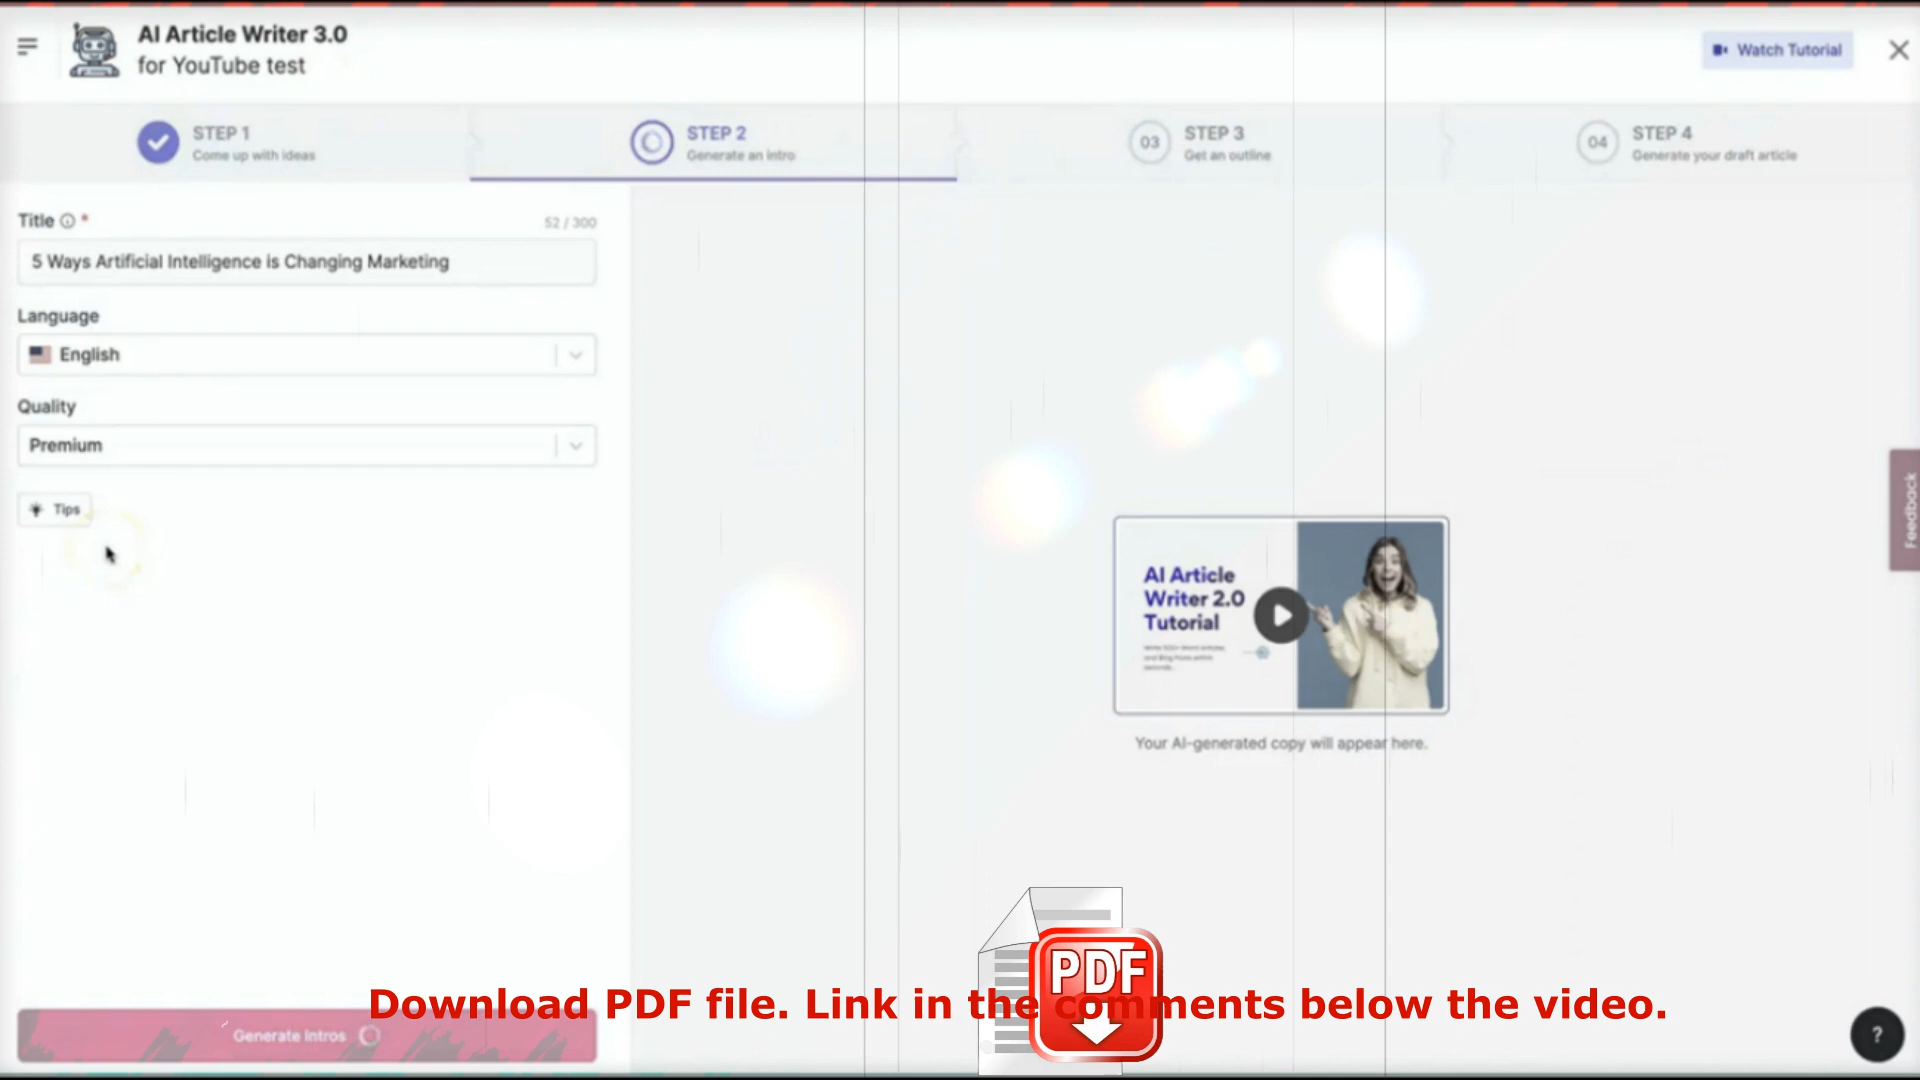 AI Article Writer 3.0
for YouTube test
Watch Tutorial
STEP 1
Come up with ideas
STEP 2
Generate an intro
03
STEP 3
Get an outline
04
STEP 4
Generate your draft article
Title *
52 / 300
5 Ways Artificial Intelligence is Changing Marketing
Language
English
Quality
Premium
Tips
Feedback
AI Article
Writer 2.0
Tutorial
Your AI-generated copy will appear here.
PDF
Download PDF file. Link in the comments below the video.
Generate Intros
?